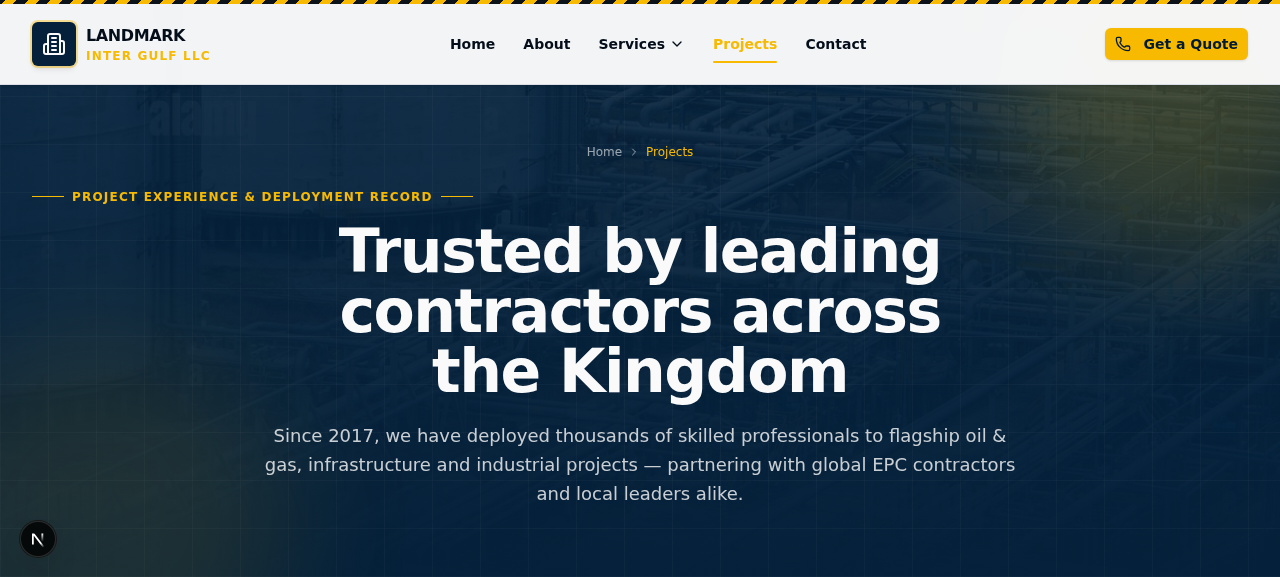 LANDMARK
INTER GULF LLC
Home
About
Services
Projects
Contact
Get a Quote
alamy
Home
Projects
PROJECT EXPERIENCE & DEPLOYMENT RECORD
Trusted by leading
contractors across
the Kingdom
Since 2017, we have deployed thousands of skilled professionals to flagship oil &
gas, infrastructure and industrial projects — partnering with global EPC contractors
and local leaders alike.
N